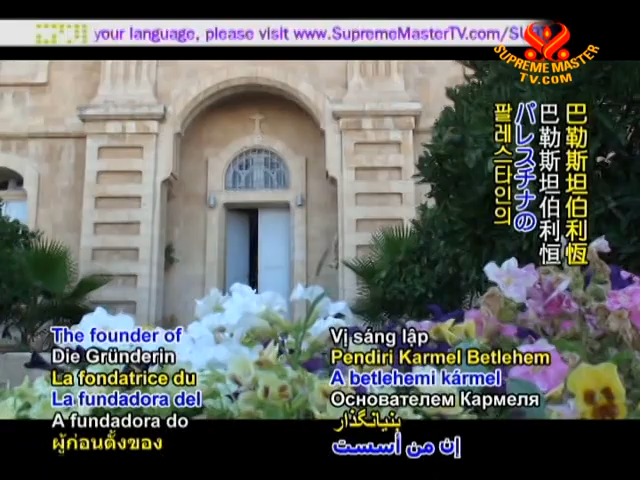 your language, please visit www.SupremeMasterTV.com/SU
SUPREME MASTER
TV.COM
巴勒斯坦伯利恆
巴勒斯坦伯利恒
パレスチナの
팔레스타인의
The founder of
Die Gründerin
La fondatrice du
La fundadora del
A fundadora do
ผู้ก่อนตั้งของ
Vị sáng lập
Pendiri Karmel Betlehem
A betlehemi kármel
Основателем Кармеля
بنیانگذار
إن من أسست